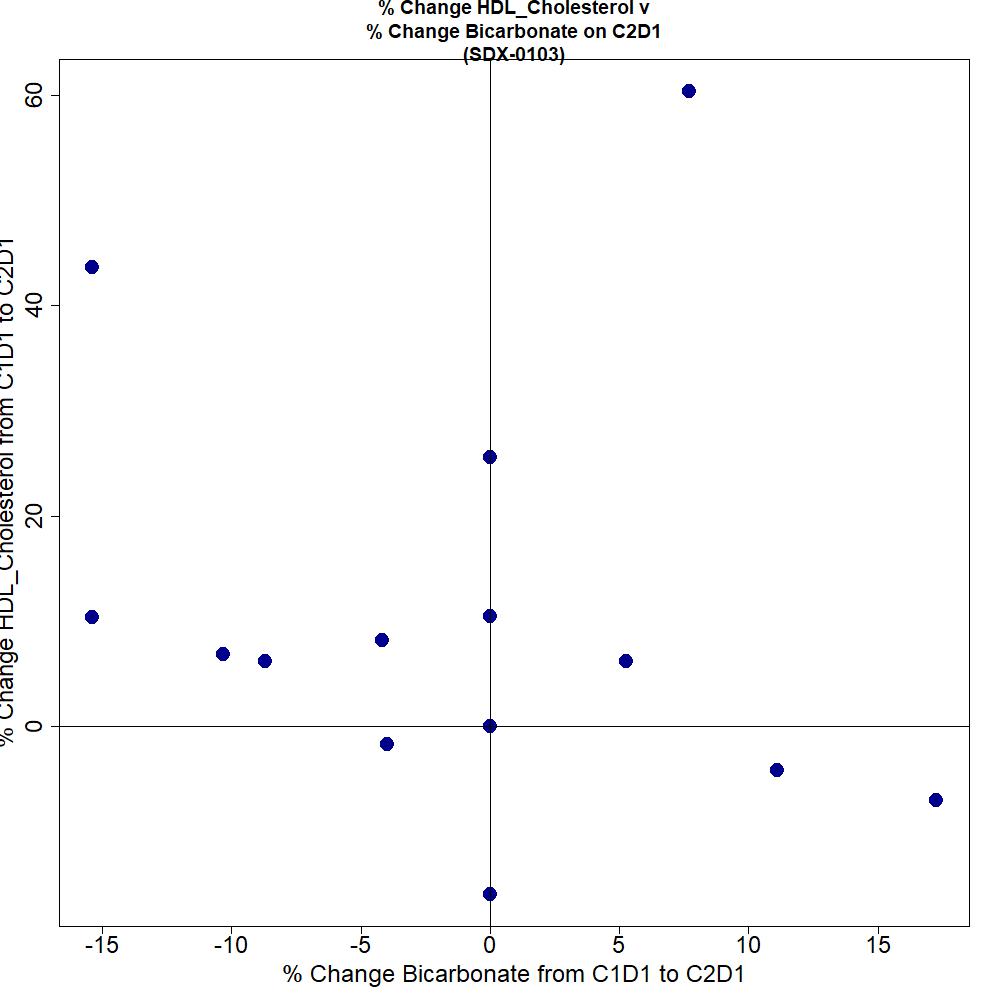 % Change HDL_Cholesterol v
% Change Bicarbonate on C2D1
(SDX-0103)
% Change HDL_Cholesterol from C1D1 to C2D1
60
40
20
0
-15
-10
-5
0
5
10
15
% Change Bicarbonate from C1D1 to C2D1